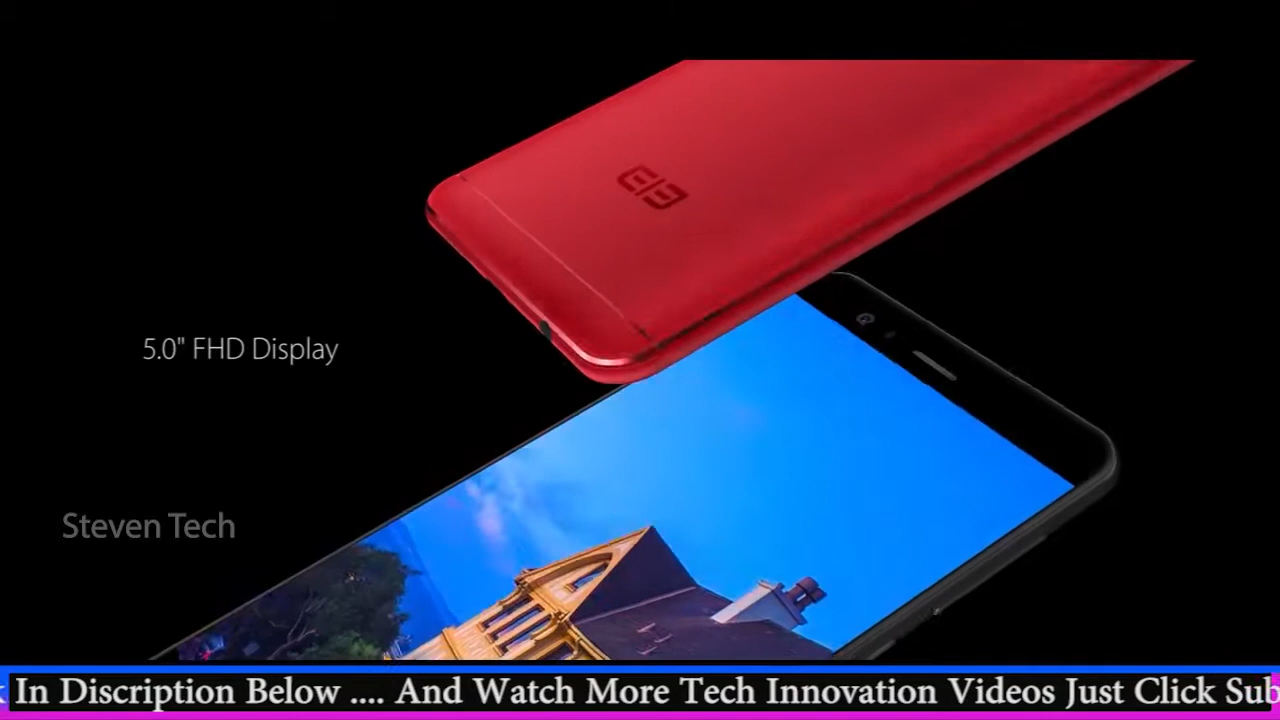 5.0" FHD Display
Steven Tech
In Discription Below .... And Watch More Tech Innovation Videos Just Click Sub